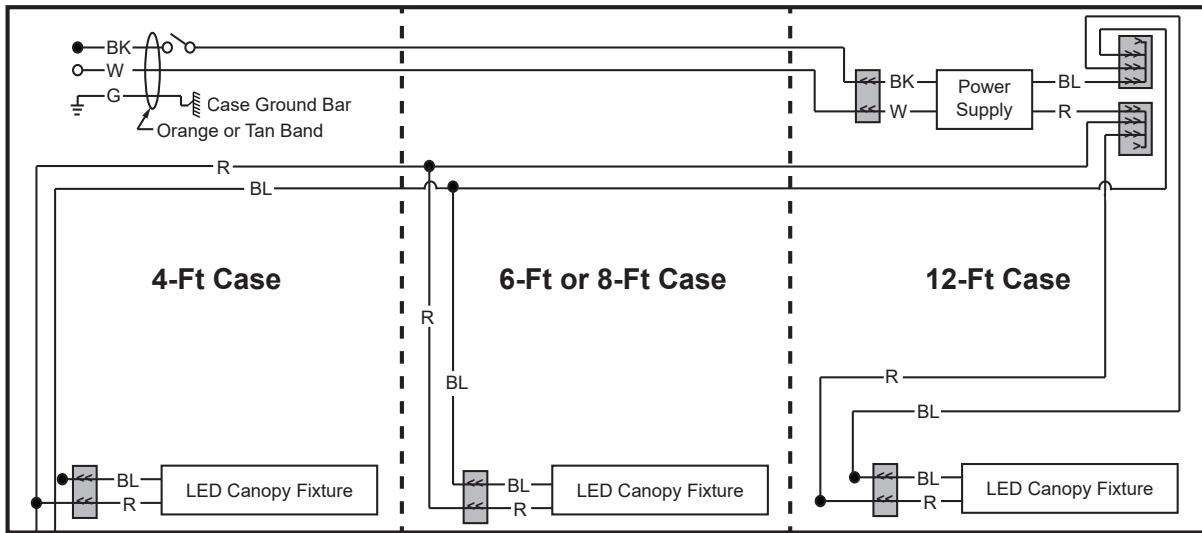 BK
W
G
Case Ground Bar
Orange or Tan Band
BK
W
Power
Supply
BL
R
R
BL
4-Ft Case
6-Ft or 8-Ft Case
12-Ft Case
R
BL
R
BL
BL
R
LED Canopy Fixture
BL
R
LED Canopy Fixture
BL
R
LED Canopy Fixture